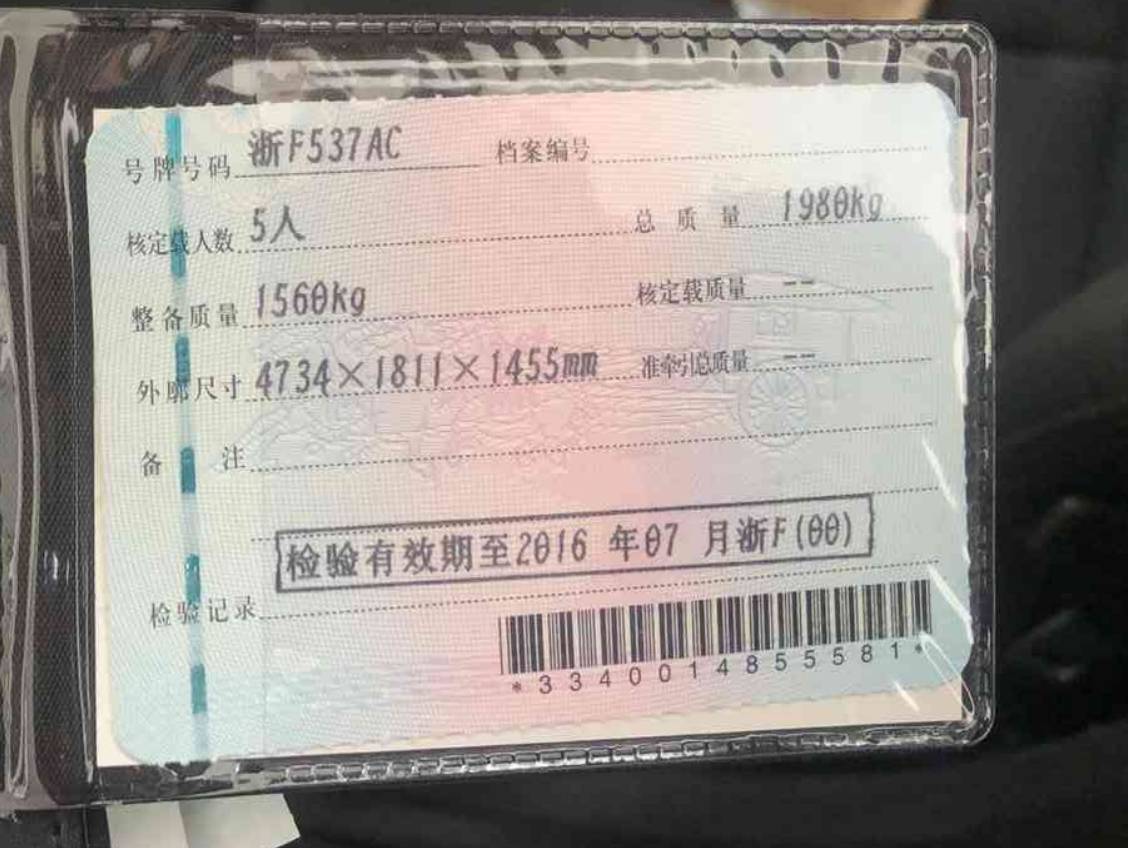 号牌号码 浙F537AC 档案编号
核定载人数 5人 总质量 1980kg
整备质量 1560kg 核定载质量 --
外廓尺寸 4734×1811×1455mm 准牵引总质量 --
备注
检验有效期至2016 年07 月浙F(00)
检验记录
*3340014855581*